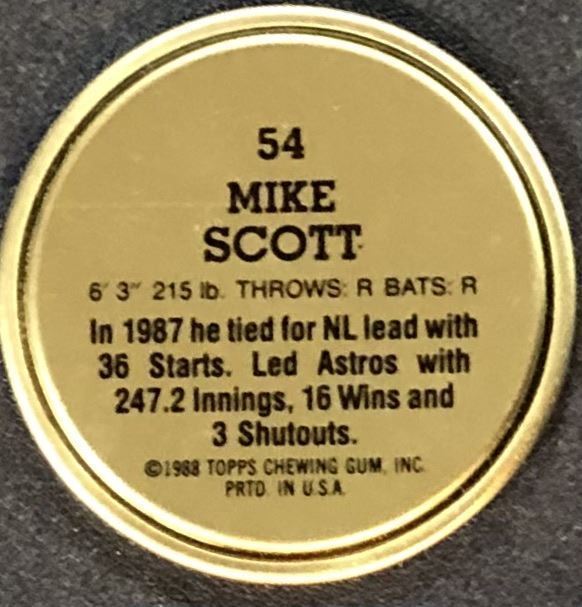 54
MIKE
SCOTT
6' 3" 215 lb. THROWS: R BATS: R
In 1987 he tied for NL lead with
36 Starts. Led Astros with
247.2 Innings, 16 Wins and
3 Shutouts.
©1988 TOPPS CHEWING GUM, INC.
PRTD. IN U.S.A.